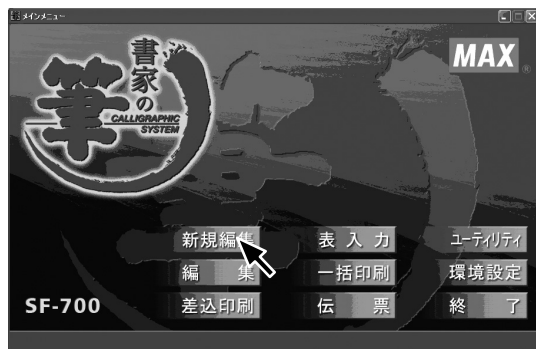 メインメニュー
書家の
筆
CALLIGRAPHIC
SYSTEM
MAX
新規編集 表入力 ユーティリティ
編集 一括印刷 環境設定
SF-700 差込印刷 伝票 終了